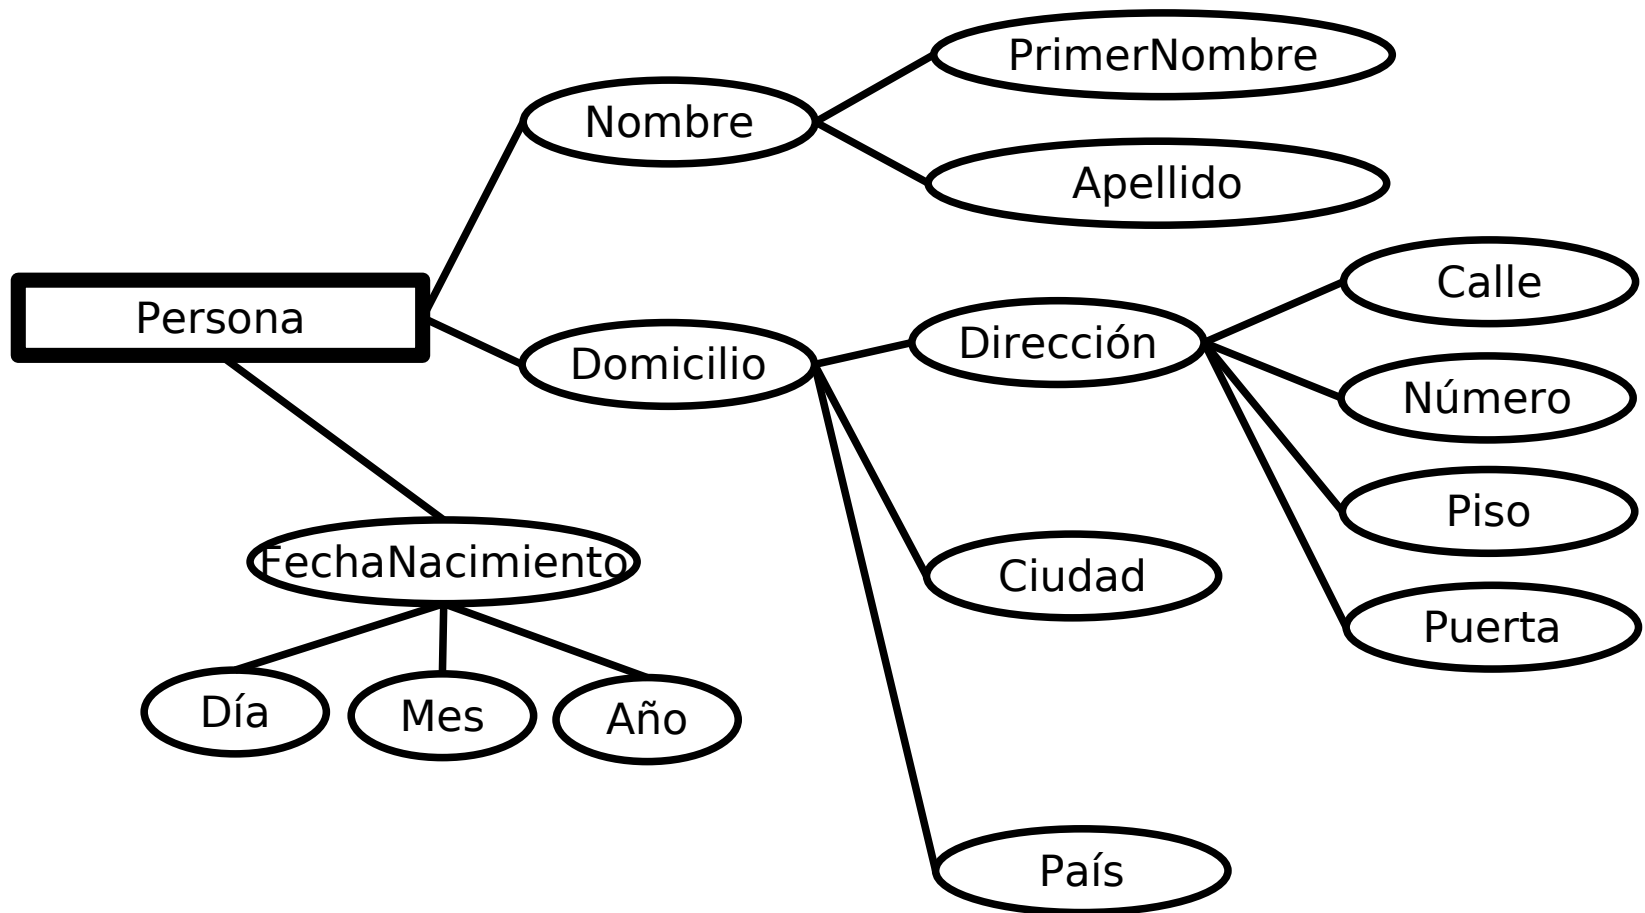 PrimerNombre
Nombre
Apellido
Calle
Persona
Dirección
Domicilio
Número
Piso
FechaNacimiento
Ciudad
Puerta
Día
Mes
Año
País